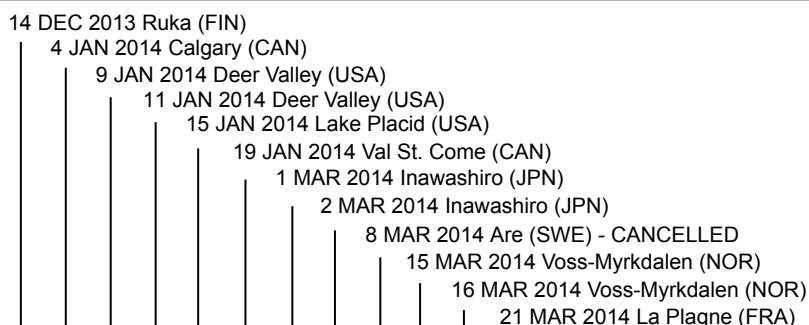 14 DEC 2013 Ruka (FIN)
4 JAN 2014 Calgary (CAN)
9 JAN 2014 Deer Valley (USA)
11 JAN 2014 Deer Valley (USA)
15 JAN 2014 Lake Placid (USA)
19 JAN 2014 Val St. Come (CAN)
1 MAR 2014 Inawashiro (JPN)
2 MAR 2014 Inawashiro (JPN)
8 MAR 2014 Are (SWE) - CANCELLED
15 MAR 2014 Voss-Myrkdalen (NOR)
16 MAR 2014 Voss-Myrkdalen (NOR)
21 MAR 2014 La Plagne (FRA)